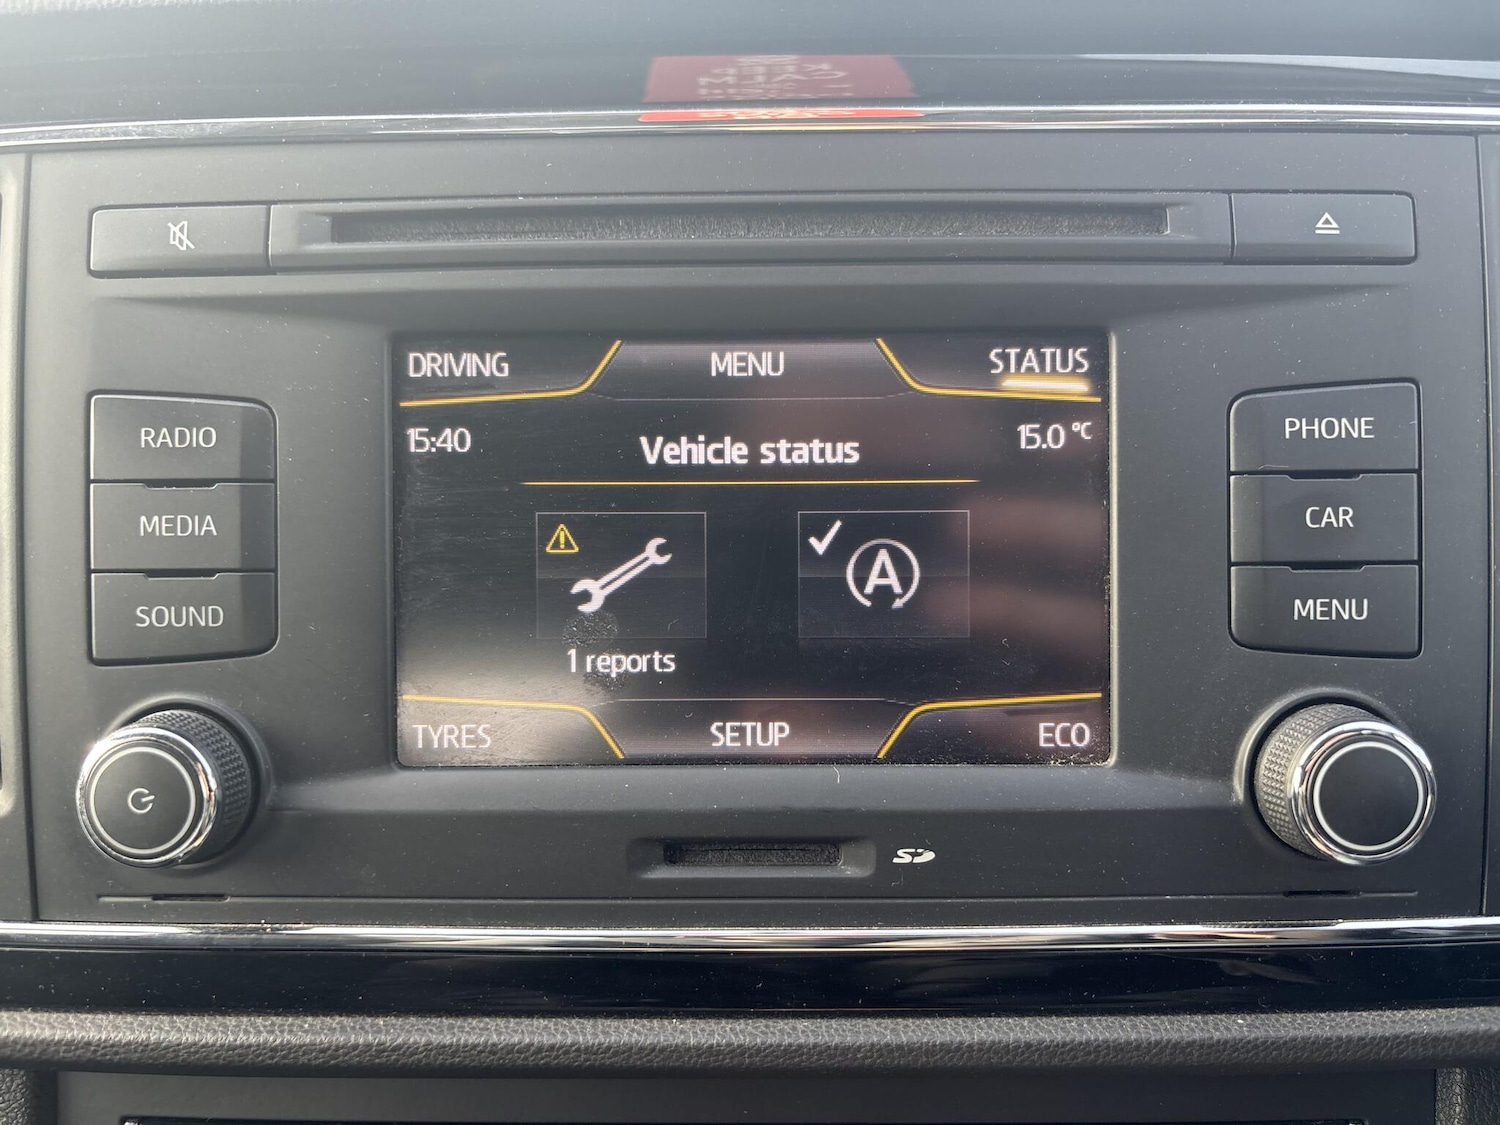 DRIVING MENU STATUS
15:40 Vehicle status 15.0 °C
A
1 reports
TYRES SETUP ECO
RADIO
MEDIA
SOUND
PHONE
CAR
MENU
SD